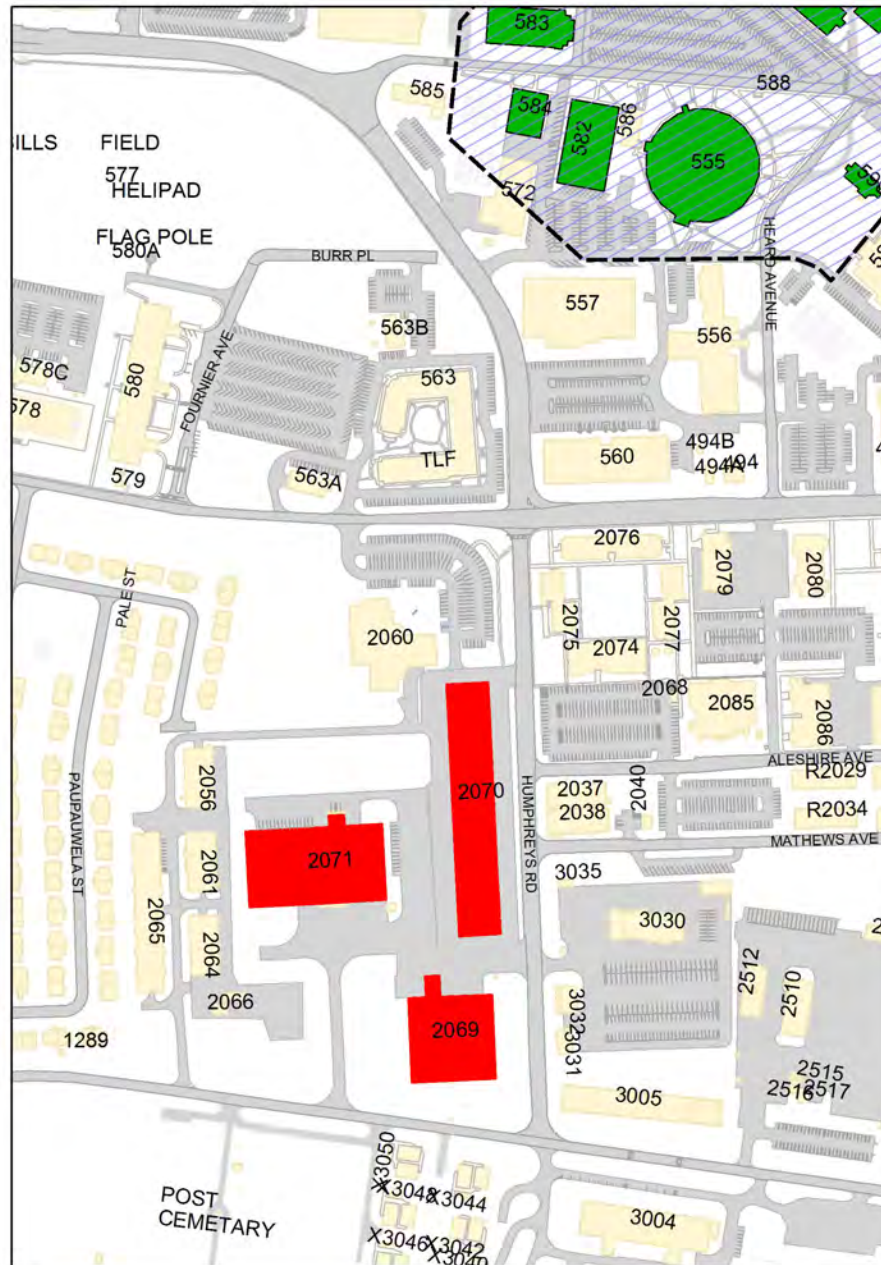 583
588
585
584
582
586
555
ILLS FIELD
577
HELIPAD
572
FLAG POLE
580A
BURR PL
HEARD AVENUE
557
563B
556
FOURNIER AVE
578C
580
563
578
494B
560
TLF
494A
494
579
563A
2076
2079
2080
PALE ST
2075
2077
2060
2074
2068
2085
2086
ALESHIRE AVE
R2029
2056
PAUPAUWELA ST
2070
HUMPHREYS RD
2037
2040
2038
R2034
MATHEWS AVE
2071
2061
3035
2065
3030
2064
2512
2510
2066
2069
3032
3031
1289
2515
2516
2517
3005
X3050
POST
CEMETARY
X3048
X3044
X3046
X3042
3004